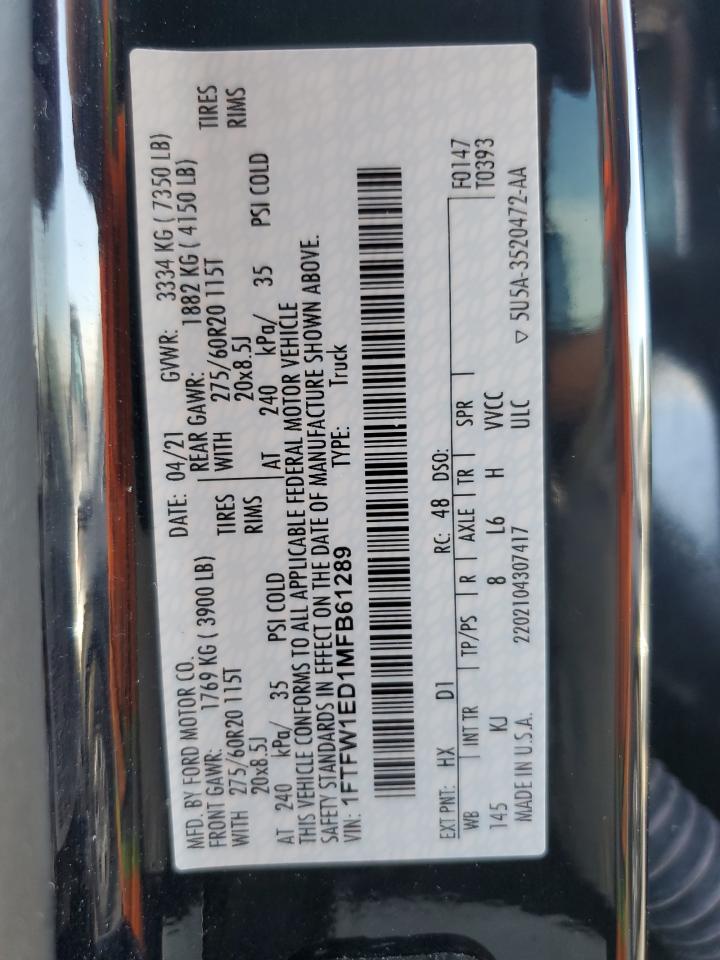 MFD. BY FORD MOTOR CO. DATE: 04/21 GVWR: 3334 KG ( 7350 LB)
FRONT GAWR: 1769 KG ( 3900 LB) REAR GAWR: 1882 KG ( 4150 LB)
WITH 275/60R20 115T TIRES WITH 275/60R20 115T TIRES
20x8.5J RIMS 20x8.5J RIMS
AT 240 kPa/ 35 PSI COLD AT 240 kPa/ 35 PSI COLD
THIS VEHICLE CONFORMS TO ALL APPLICABLE FEDERAL MOTOR VEHICLE
SAFETY STANDARDS IN EFFECT ON THE DATE OF MANUFACTURE SHOWN ABOVE.
VIN: 1FTFW1ED1MFB61289 TYPE: Truck
EXT PNT: HX D1 RC: 48 DSO: F0147
WB INT TR TP/PS R AXLE TR SPR T0393
145 KJ 8 L6 H VVCC
MADE IN U.S.A. 2202104307417 ULC ▽ 5U5A-3520472-AA